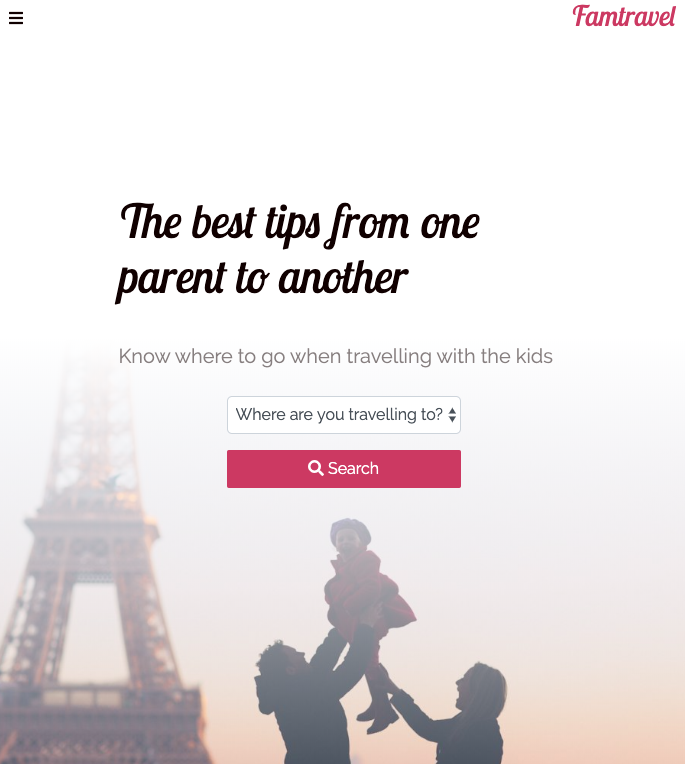 Famtravel
The best tips from one
parent to another
Know where to go when travelling with the kids
Where are you travelling to?
Search